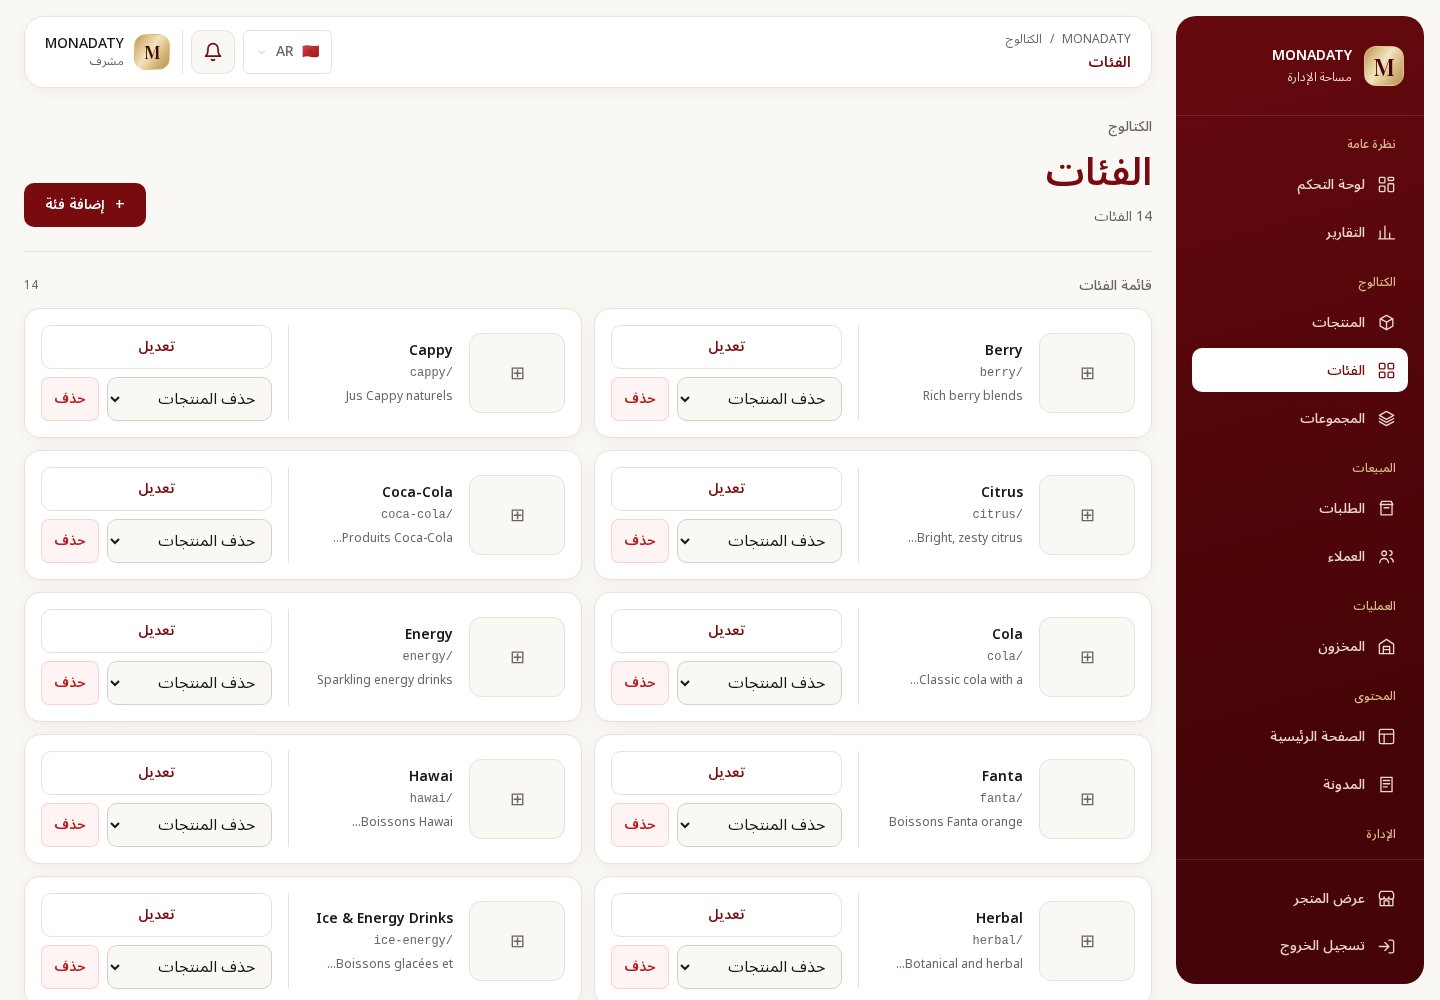 MONADATY
مساحة الإدارة
M
نظرة عامة
لوحة التحكم
التقارير
الكتالوج
المنتجات
الفئات
المجموعات
المبيعات
الطلبات
العملاء
العمليات
المخزون
المحتوى
الصفحة الرئيسية
المدونة
الإدارة
عرض المتجر
تسجيل الخروج
MONADATY / الكتالوج
الفئات
AR
MONADATY
مشرف
M
الكتالوج
الفئات
14 الفئات
+ إضافة فئة
قائمة الفئات
14
Berry
berry/
Rich berry blends
تعديل
حذف المنتجات
حذف
Cappy
cappy/
Jus Cappy naturels
تعديل
حذف المنتجات
حذف
Citrus
citrus/
...Bright, zesty citrus
تعديل
حذف المنتجات
حذف
Coca-Cola
coca-cola/
...Produits Coca-Cola
تعديل
حذف المنتجات
حذف
Cola
cola/
...Classic cola with a
تعديل
حذف المنتجات
حذف
Energy
energy/
Sparkling energy drinks
تعديل
حذف المنتجات
حذف
Fanta
fanta/
Boissons Fanta orange
تعديل
حذف المنتجات
حذف
Hawai
hawai/
...Boissons Hawai
تعديل
حذف المنتجات
حذف
Herbal
herbal/
...Botanical and herbal
تعديل
حذف المنتجات
حذف
Ice & Energy Drinks
ice-energy/
...Boissons glacées et
تعديل
حذف المنتجات
حذف